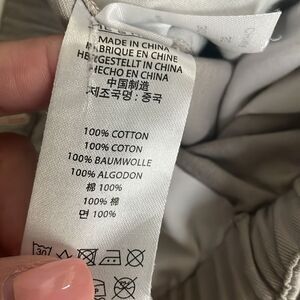 MADE IN CHINA
FABRIQUE EN CHINE
HERGESTELLT IN CHINA
HECHO EN CHINA
中国制造
제조국명 : 중국
100% COTTON
100% COTON
100% BAUMWOLLE
100% ALGODON
棉 100%
100% 棉
면 100%
30